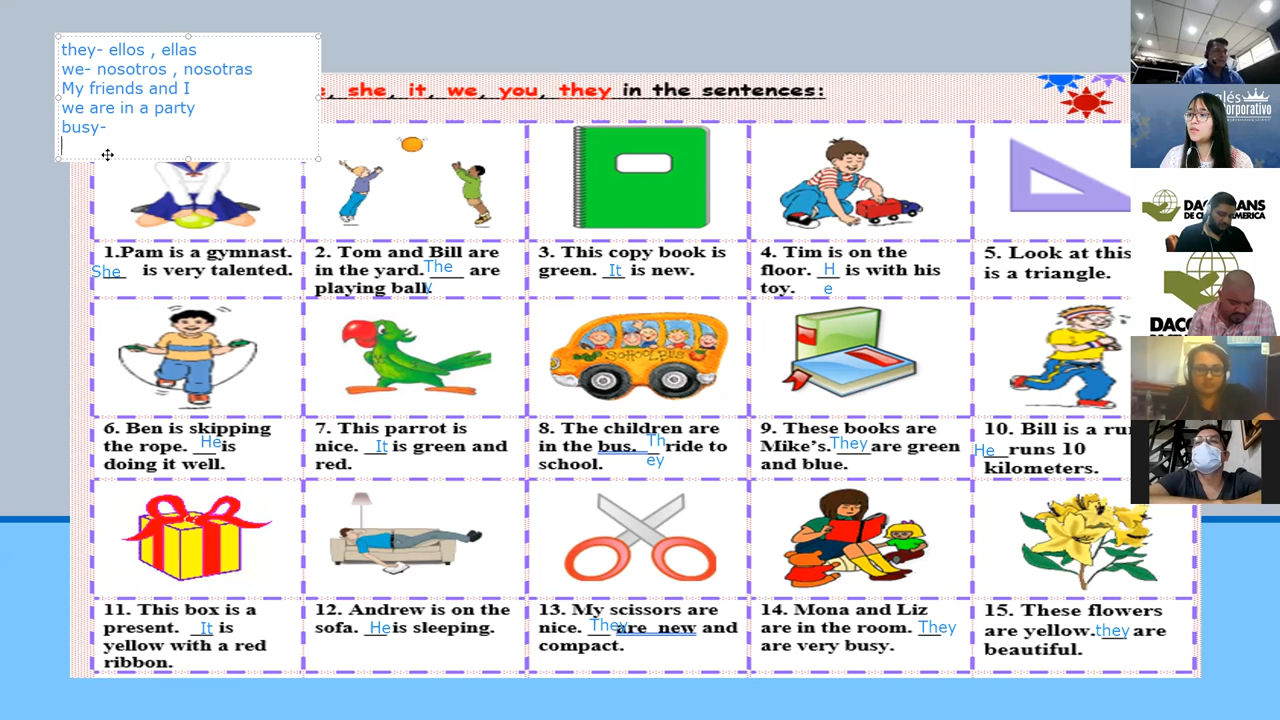 they- ellos , ellas
we- nosotros , nosotras
My friends and I
we are in a party
busy-
she, it, we, you, they in the sentences:
1.Pam is a gymnast.
She is very talented.
2. Tom and Bill are
in the yard. They are
playing ball.
3. This copy book is
green. It is new.
4. Tim is on the
floor. He is with his
toy.
5. Look at this
is a triangle.
6. Ben is skipping
the rope. He is
doing it well.
7. This parrot is
nice. It is green and
red.
SCHOOL BUS
8. The children are
in the bus. They ride to
school.
9. These books are
Mike's. They are green
and blue.
10. Bill is a
He runs 10
kilometers.
11. This box is a
present. It is
yellow with a red
ribbon.
12. Andrew is on the
sofa. He is sleeping.
13. My scissors are
nice. They are new and
compact.
14. Mona and Liz
are in the room. They
are very busy.
15. These flowers
are yellow. they are
beautiful.